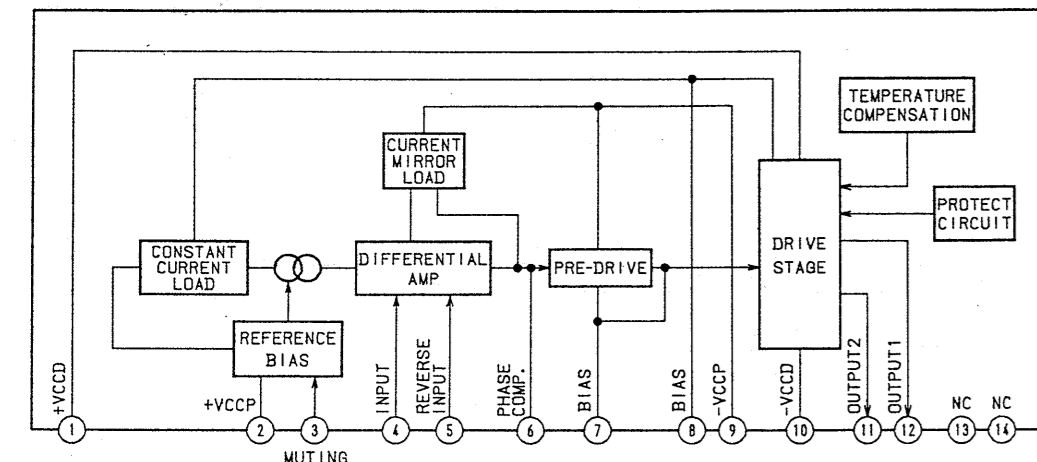 TEMPERATURE
COMPENSATION
CURRENT
MIRROR
LOAD
PROTECT
CIRCUIT
CONSTANT
CURRENT
LOAD
DIFFERENTIAL
AMP
PRE-DRIVE
DRIVE
STAGE
REFERENCE
BIAS
+VCCD
+VCCP
INPUT
REVERSE
INPUT
PHASE
COMP.
BIAS
BIAS
-VCCP
-VCCD
OUTPUT2
OUTPUT1
NC
NC
1
2
3
4
5
6
7
8
9
10
11
12
13
14
MUTING